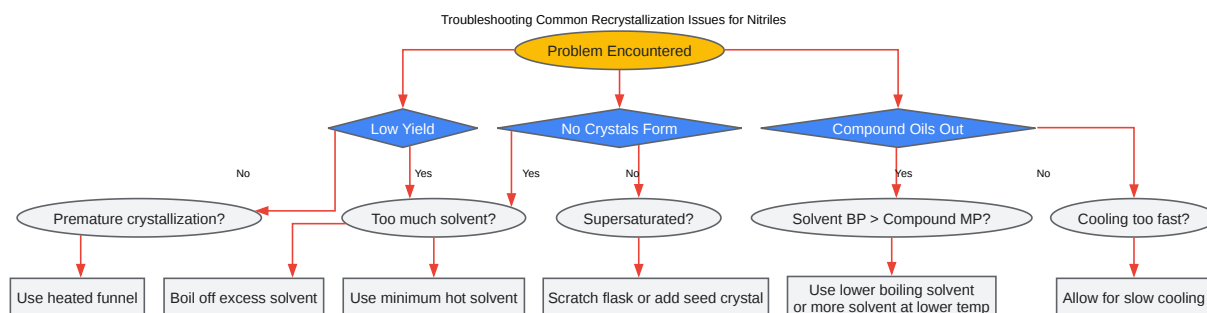 Troubleshooting Common Recrystallization Issues for Nitriles
Problem Encountered
Low Yield
No Crystals Form
Compound Oils Out
No
Yes
Yes
No
Yes
No
Premature crystallization?
Too much solvent?
Supersaturated?
Solvent BP > Compound MP?
Cooling too fast?
Use heated funnel
Boil off excess solvent
Use minimum hot solvent
Scratch flask or add seed crystal
Use lower boiling solvent
or more solvent at lower temp
Allow for slow cooling